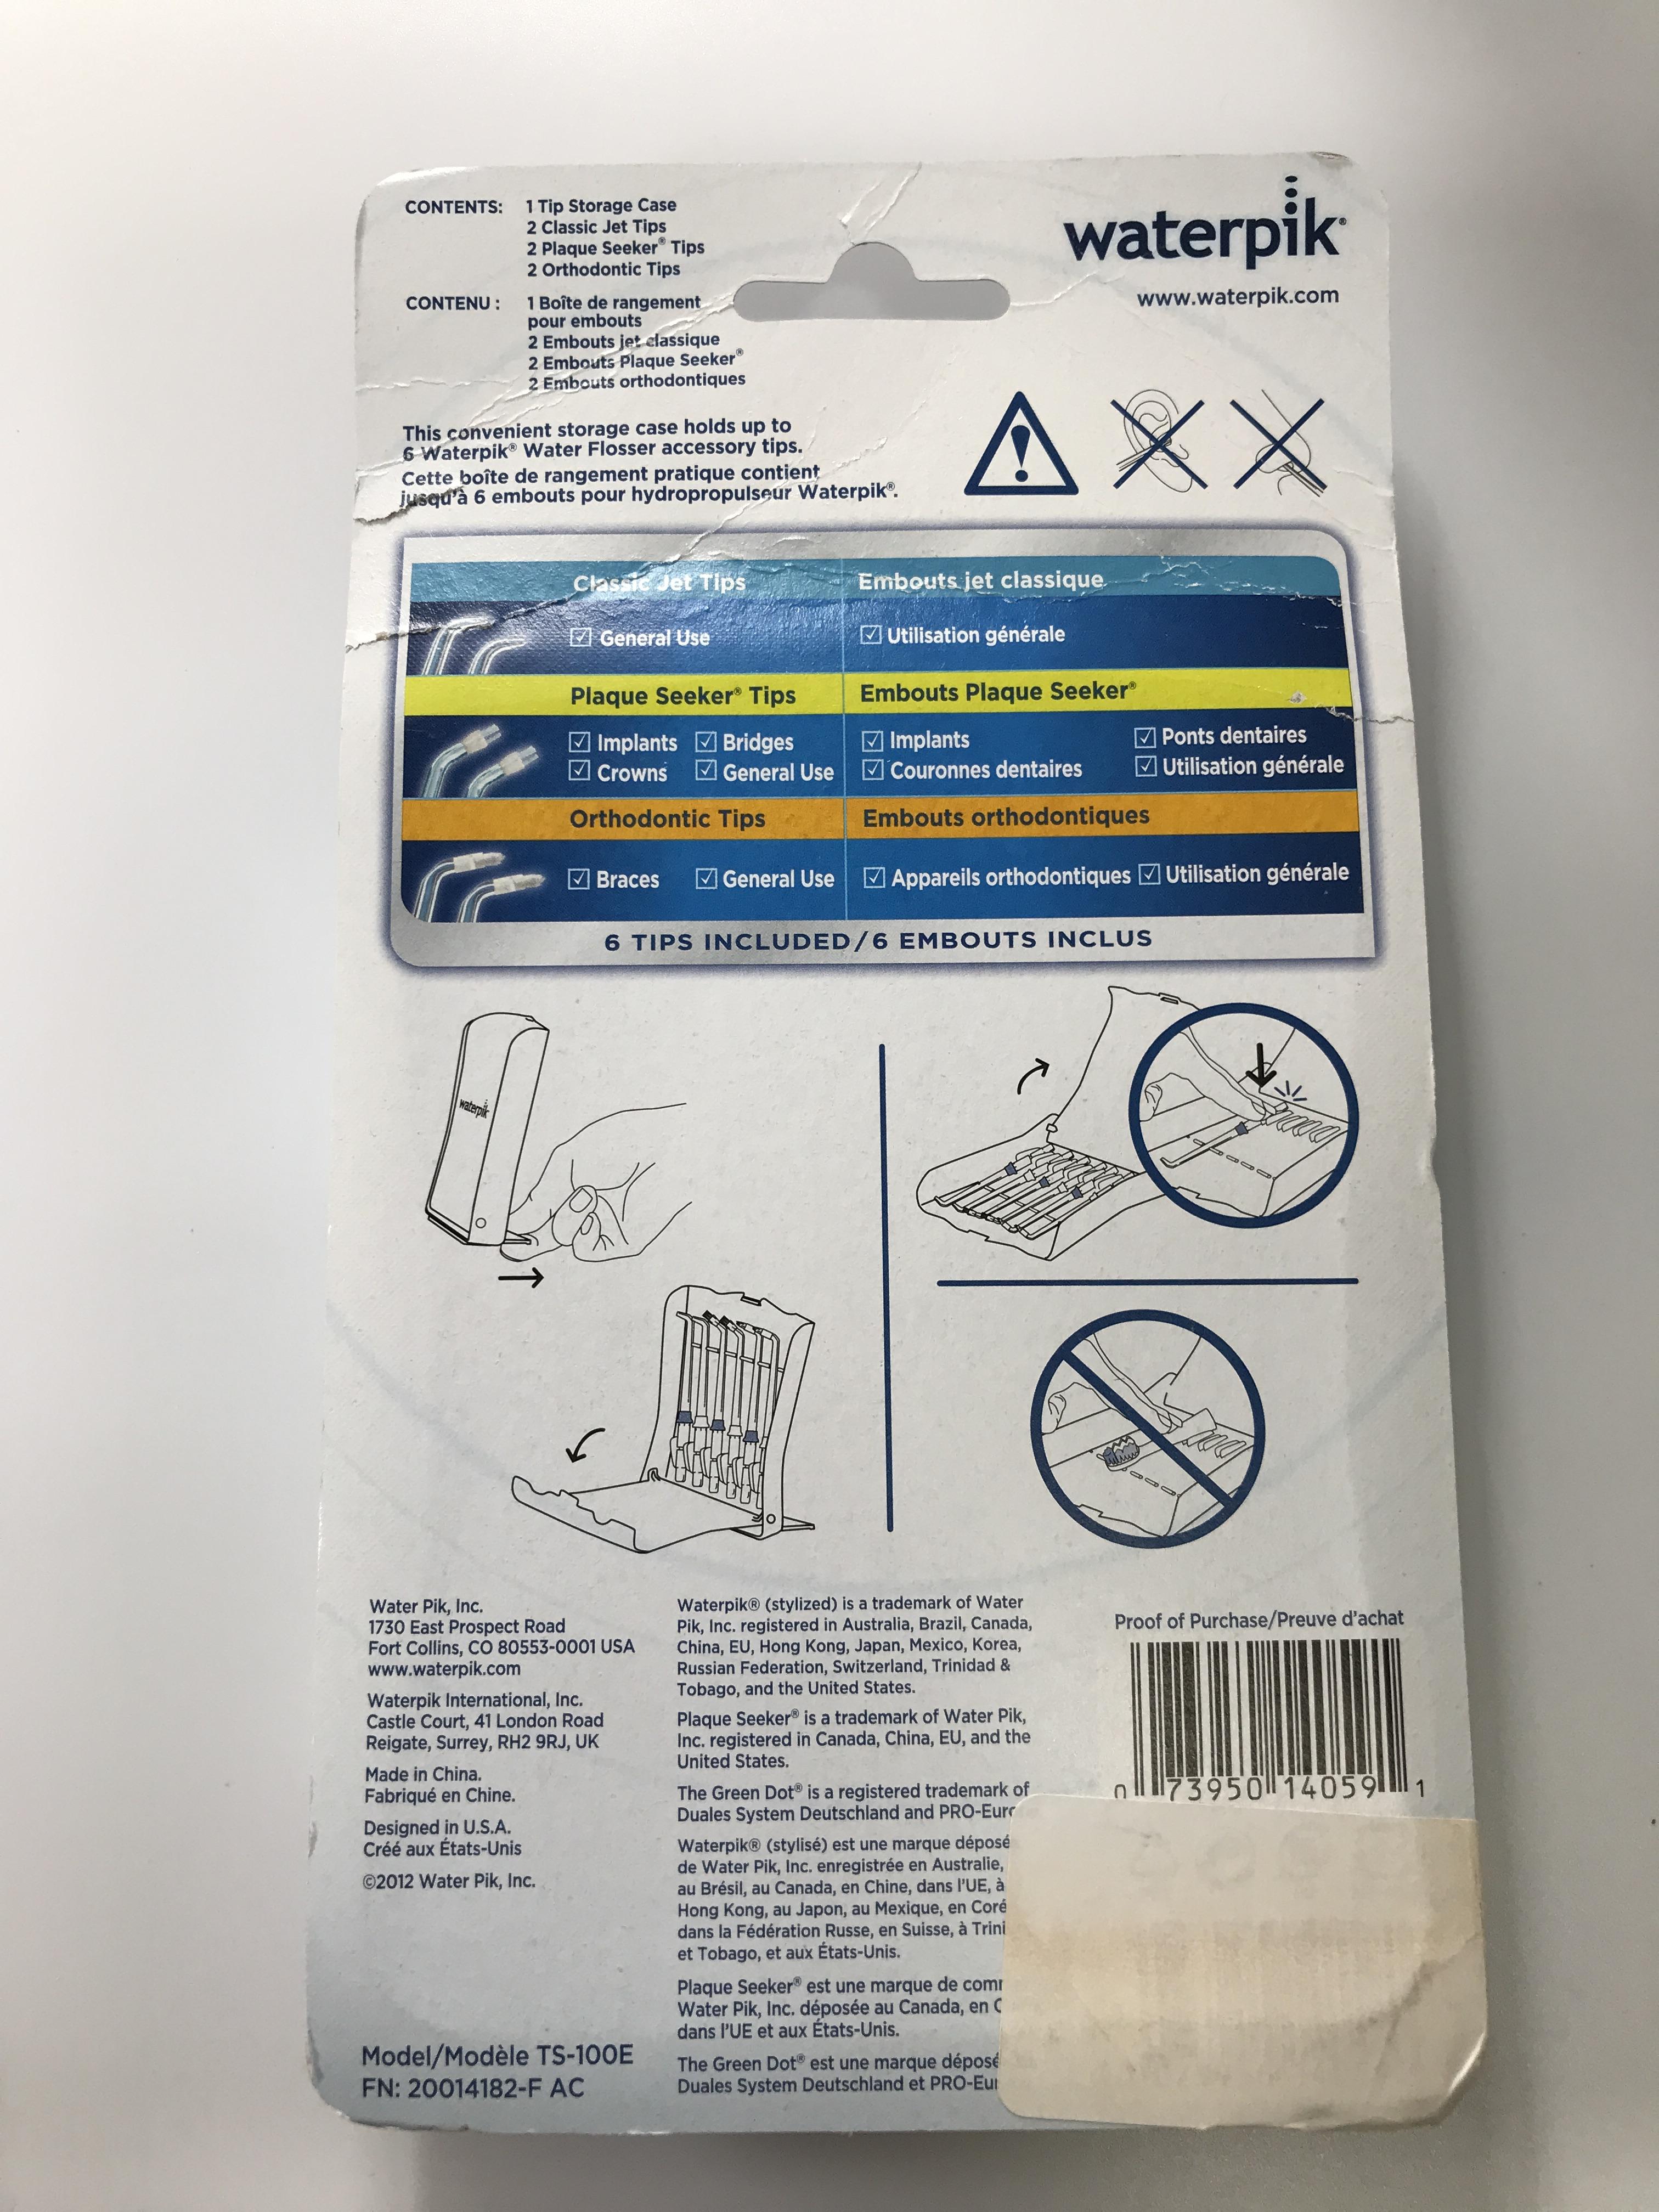 CONTENTS: 1 Tip Storage Case
2 Classic Jet Tips
2 Plaque Seeker® Tips
2 Orthodontic Tips
CONTENU : 1 Boîte de rangement
pour embouts
2 Embouts jet classique
2 Embouts Plaque Seeker®
2 Embouts orthodontiques
waterpik®
www.waterpik.com
This convenient storage case holds up to
6 Waterpik® Water Flosser accessory tips.
Cette boîte de rangement pratique contient
jusqu'à 6 embouts pour hydropropulseur Waterpik®.
Classic Jet Tips Embouts jet classique
General Use Utilisation générale
Plaque Seeker® Tips Embouts Plaque Seeker®
Implants Bridges Implants Ponts dentaires
Crowns General Use Couronnes dentaires Utilisation générale
Orthodontic Tips Embouts orthodontiques
Braces General Use Appareils orthodontiques Utilisation générale
6 TIPS INCLUDED/6 EMBOUTS INCLUS
waterpik
Water Pik, Inc.
1730 East Prospect Road
Fort Collins, CO 80553-0001 USA
www.waterpik.com
Waterpik International, Inc.
Castle Court, 41 London Road
Reigate, Surrey, RH2 9RJ, UK
Made in China.
Fabriqué en Chine.
Designed in U.S.A.
Créé aux États-Unis
©2012 Water Pik, Inc.
Model/Modèle TS-100E
FN: 20014182-F AC
Waterpik® (stylized) is a trademark of Water
Pik, Inc. registered in Australia, Brazil, Canada,
China, EU, Hong Kong, Japan, Mexico, Korea,
Russian Federation, Switzerland, Trinidad &
Tobago, and the United States.
Plaque Seeker® is a trademark of Water Pik,
Inc. registered in Canada, China, EU, and the
United States.
The Green Dot® is a registered trademark of
Duales System Deutschland and
Waterpik® (stylisé) est une marque
de Water Pik, Inc. enregistrée en Australie,
au Brésil, au Canada, en Chine, dans l'UE, à
Hong Kong, au Japon, au Mexique, en
dans la Fédération Russe, en Suisse, à
et Tobago, et aux États-Unis.
Plaque Seeker® est une marque de
Water Pik, Inc. déposée au Canada, en
dans l'UE et aux États-Unis.
The Green Dot® est une marque
Duales System Deutschland et
Proof of Purchase/Preuve d'achat
0 73950 14059 1